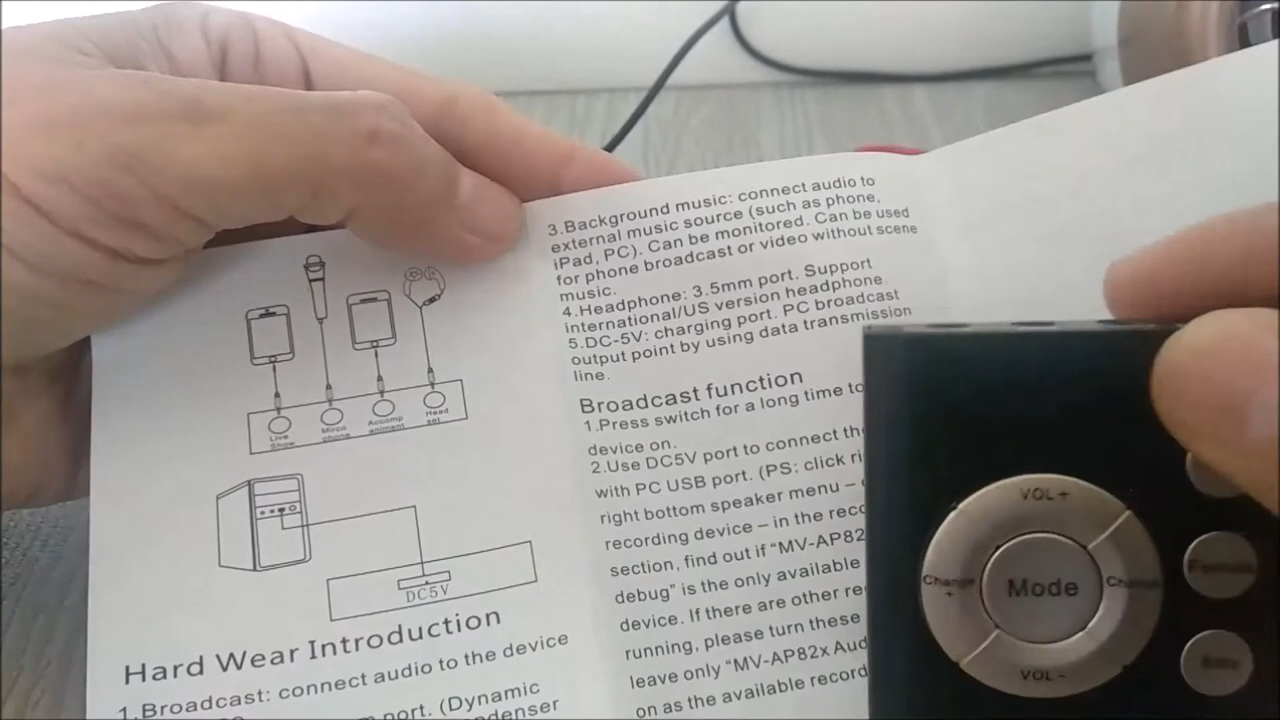 Live
Show
Mirco
phone
Accomp
animent
Head
set
DC5V
Hard Wear Introduction
1.Broadcast: connect audio to the device
port. (Dynamic
3.Background music: connect audio to
external music source (such as phone,
iPad, PC). Can be monitored. Can be used
for phone broadcast or video without scene
music.
4.Headphone: 3.5mm port. Support
international/US version headphone
5.DC-5V: charging port. PC broadcast
output point by using data transmission
line.
Broadcast function
1.Press switch for a long time to
device on.
2.Use DC5V port to connect the
with PC USB port. (PS: click
right bottom speaker menu –
recording device – in the
section, find out if "MV-AP82
debug" is the only available
device. If there are other
running, please turn these
leave only "MV-AP82x
on as the available
VOL+
Change
+
Mode
VOL-